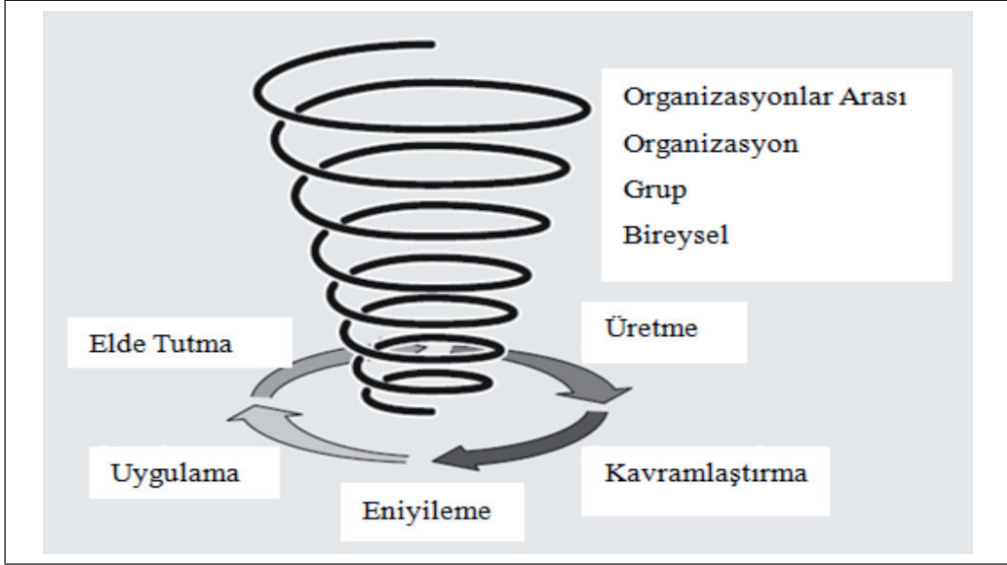 Organizasyonlar Arası
Organizasyon
Grup
Bireysel
Üretme
Elde Tutma
Kavramlaştırma
Uygulama
Eniyileme